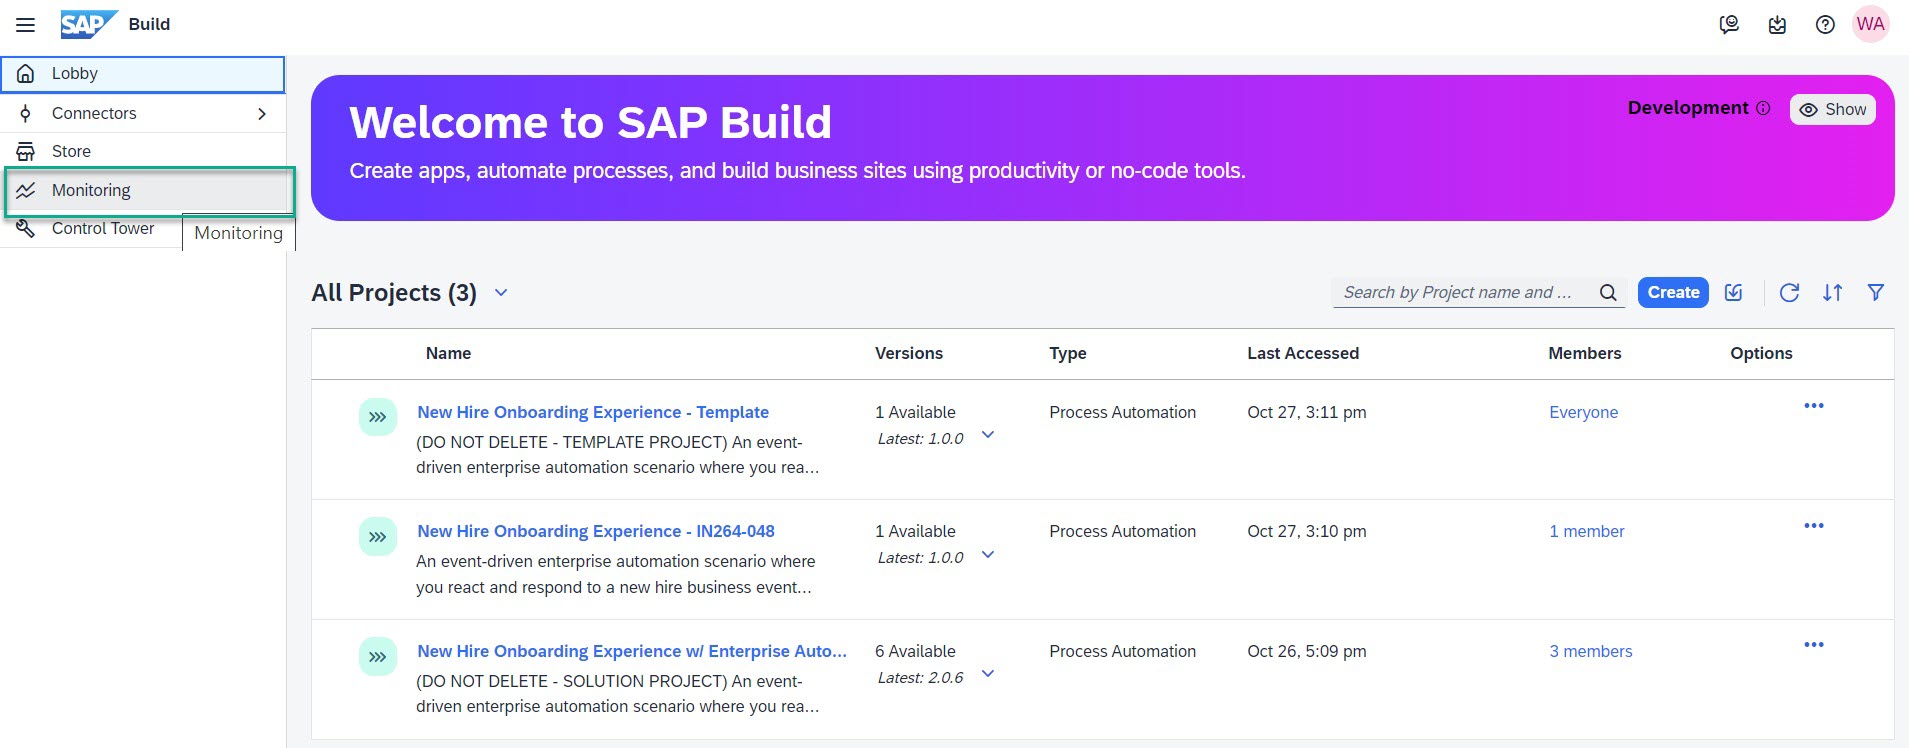 SAP Build
WA
Lobby
Connectors
Store
Monitoring
Control Tower
Monitoring
Welcome to SAP Build
Create apps, automate processes, and build business sites using productivity or no-code tools.
Development
Show
All Projects (3)
Search by Project name and ...
Create
Name Versions Type Last Accessed Members Options
New Hire Onboarding Experience - Template 1 Available Process Automation Oct 27, 3:11 pm Everyone
(DO NOT DELETE - TEMPLATE PROJECT) An event- Latest: 1.0.0
driven enterprise automation scenario where you rea...
New Hire Onboarding Experience - IN264-048 1 Available Process Automation Oct 27, 3:10 pm 1 member
An event-driven enterprise automation scenario where Latest: 1.0.0
you react and respond to a new hire business event...
New Hire Onboarding Experience w/ Enterprise Auto... 6 Available Process Automation Oct 26, 5:09 pm 3 members
(DO NOT DELETE - SOLUTION PROJECT) An event- Latest: 2.0.6
driven enterprise automation scenario where you rea...